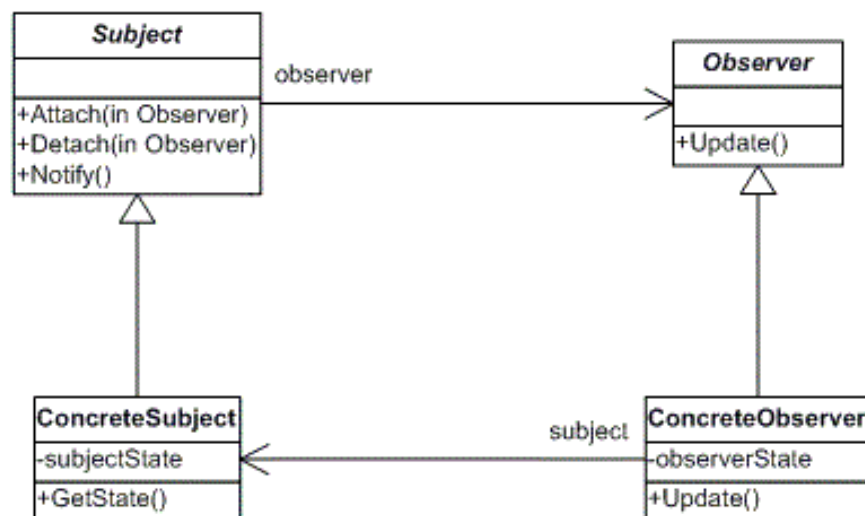 Subject
+Attach(in Observer)
+Detach(in Observer)
+Notify()
observer
Observer
+Update()
ConcreteSubject
-subjectState
+GetState()
subject
ConcreteObserver
-observerState
+Update()